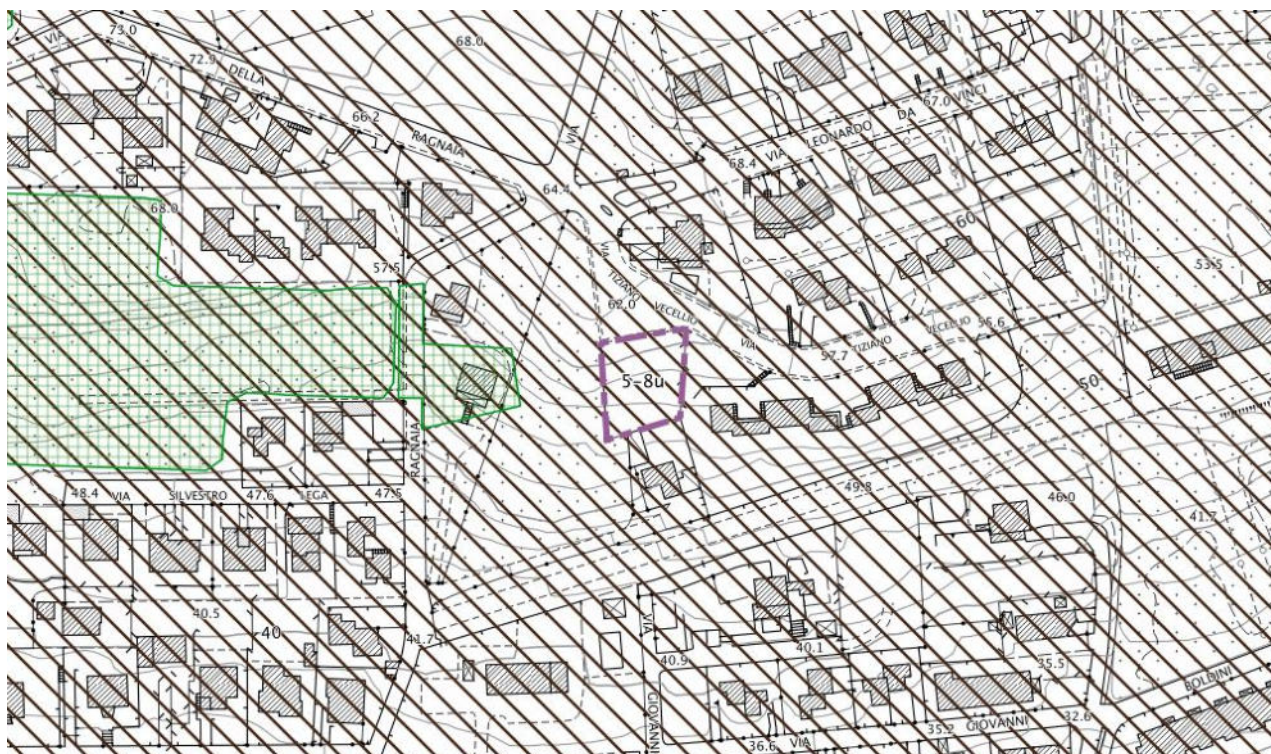 73.0
VIA
72.9
DELLA
68.0
66.2
RAGNAIA
VIA
67.0
VINCI
DA
LEONARDO
VIA
68.4
64.4
68.0
60
57.5
VIA
TIZIANO
VECELLIO
62.0
VIA
TIZIANO
VECELLIO
56.6
57.7
53.5
5-8u
50
RAGNAIA
48.4
VIA
SILVESTRO
47.6
LEGA
47.5
49.8
46.0
41.7
40.5
40
41.7
VIA
GIOVANNI
40.9
40.1
35.5
BOLDINI
35.2
GIOVANNI
32.6
36.6
VIA